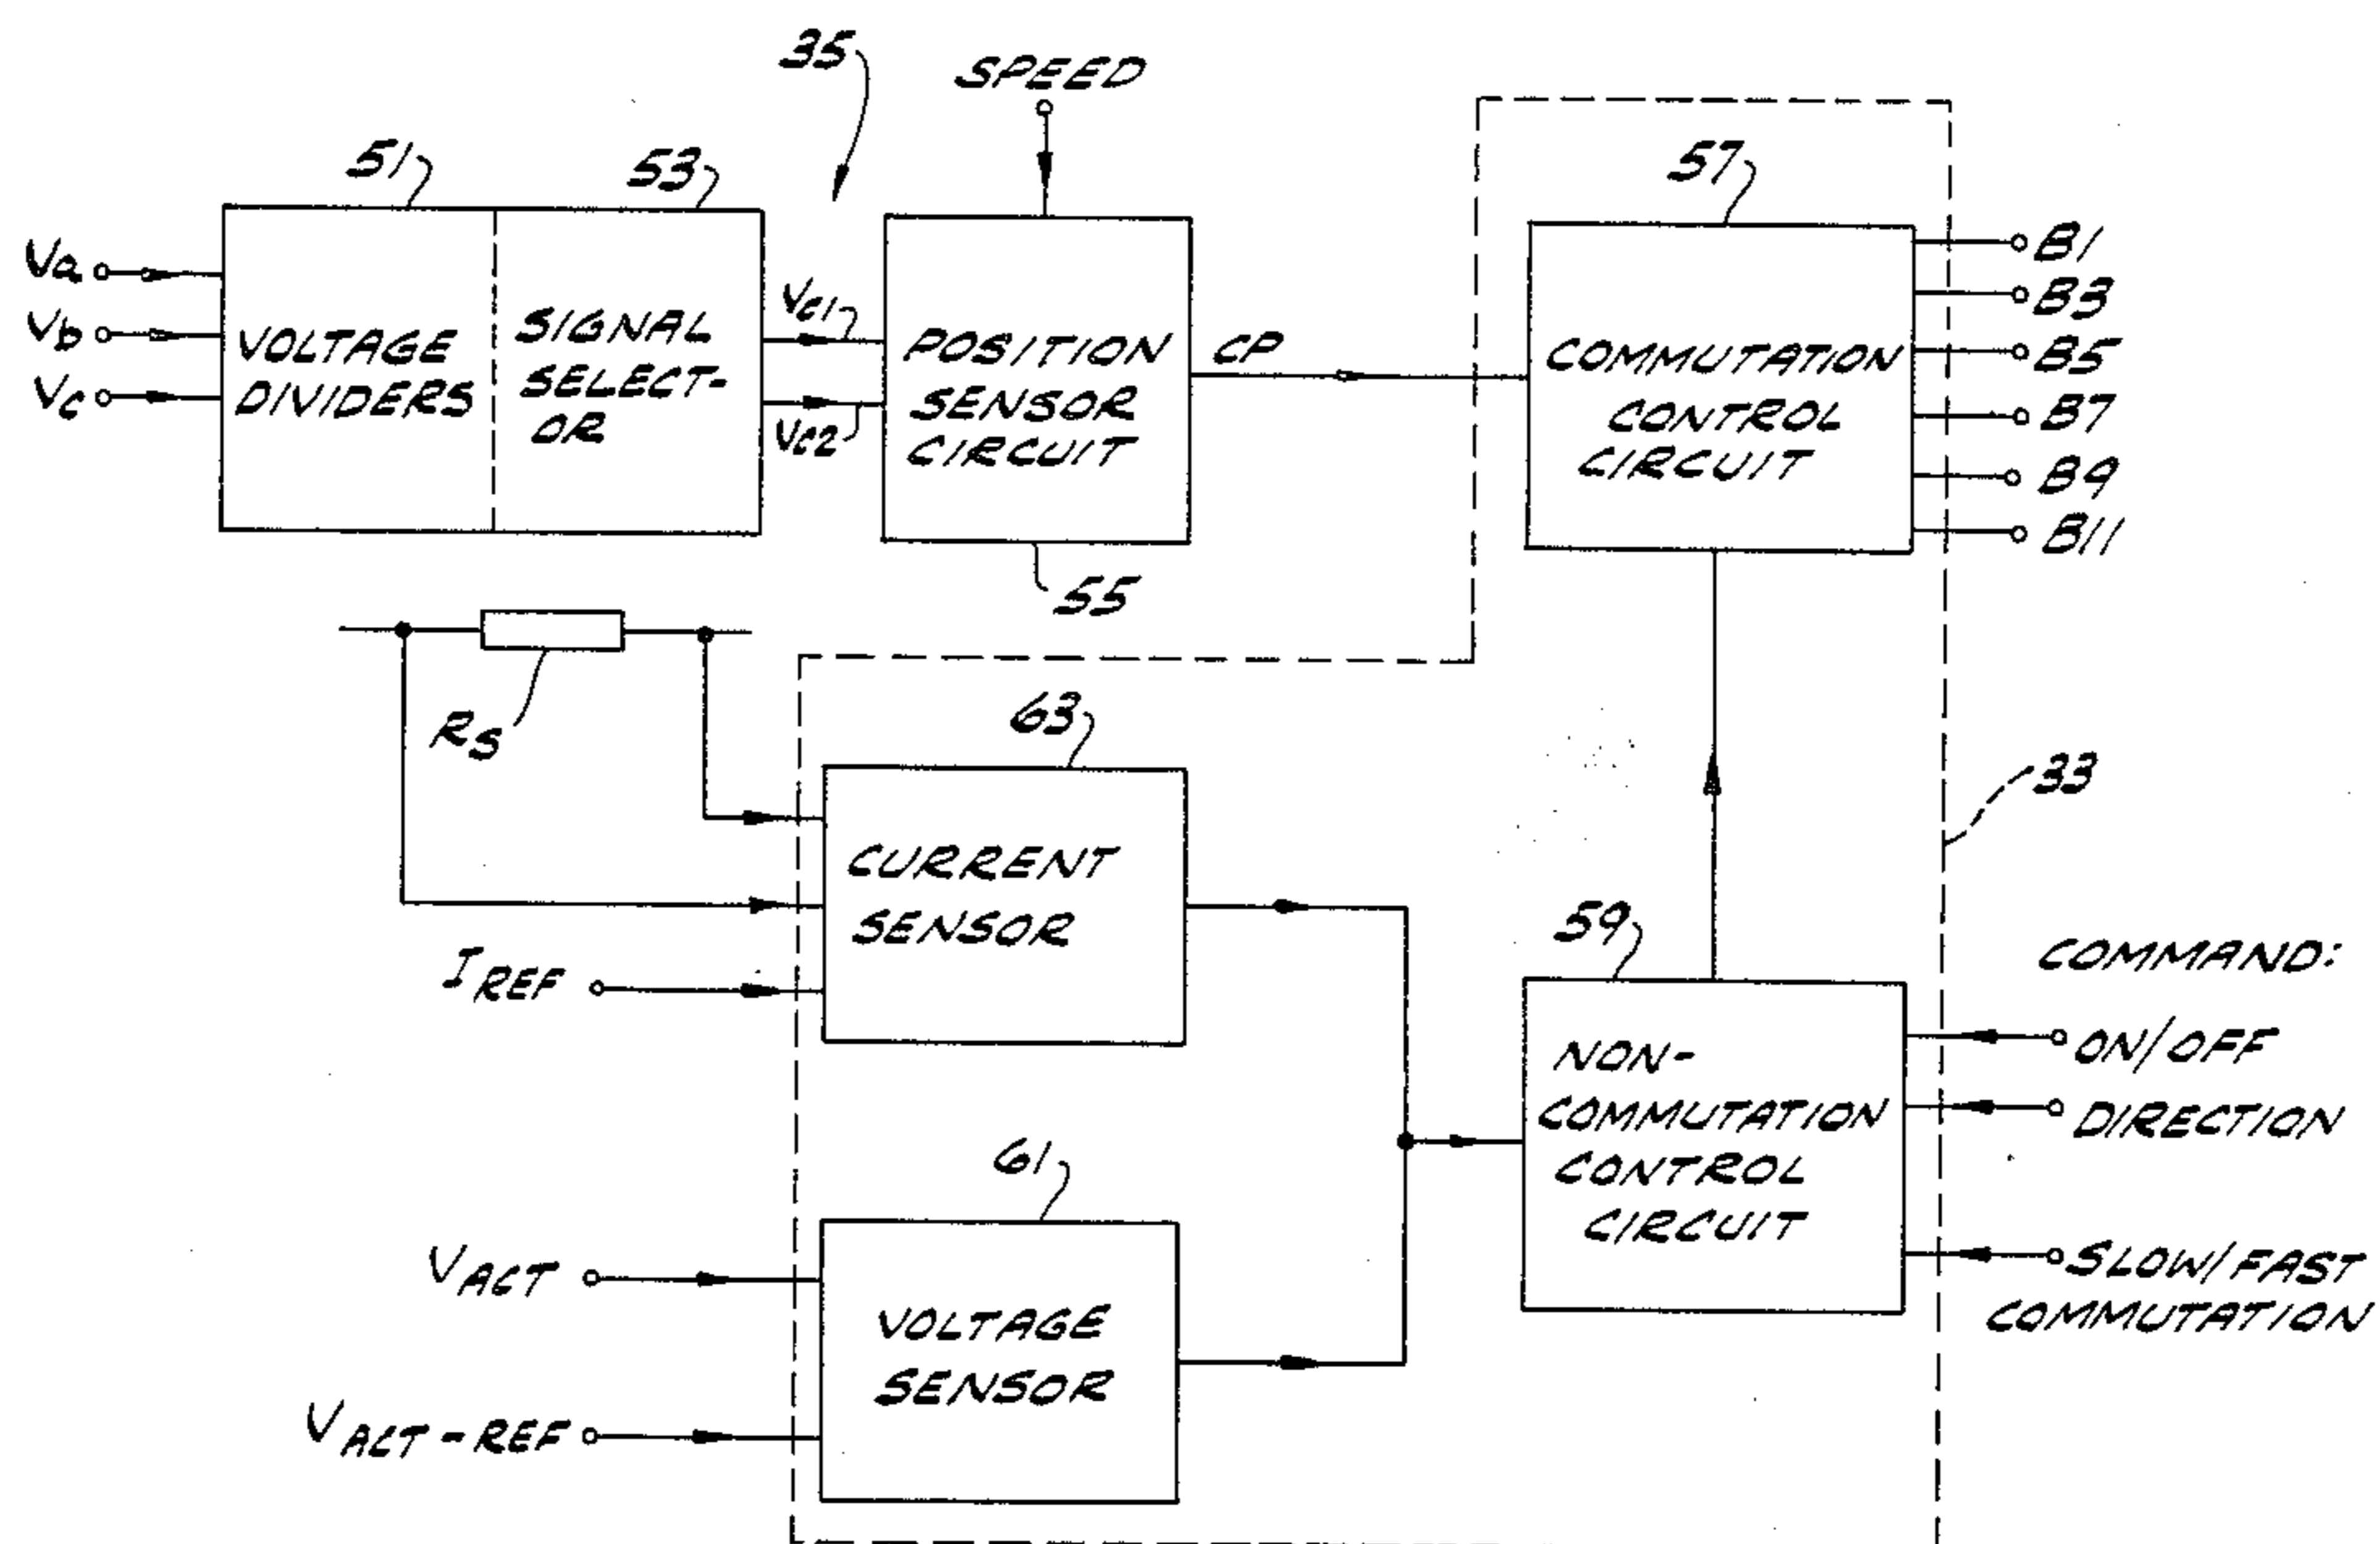 35
SPEED
51
53
57
Va
Vb
Vc
VOLTAGE
DIVIDERS
SIGNAL
SELECT-
OR
Vc1
Vc2
POSITION
SENSOR
CIRCUIT
55
CP
COMMUTATION
CONTROL
CIRCUIT
B1
B3
B5
B7
B9
B11
RS
63
CURRENT
SENSOR
IREF
33
59
NON-
COMMUTATION
CONTROL
CIRCUIT
COMMAND:
ON/OFF
DIRECTION
SLOW/FAST
COMMUTATION
61
VOLTAGE
SENSOR
VACT
VACT-REF